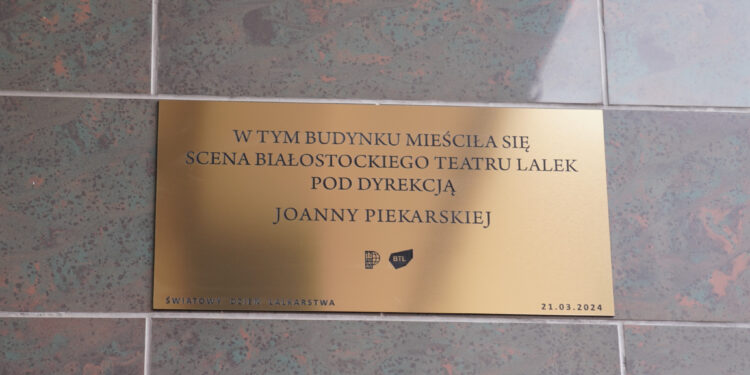 W TYM BUDYNKU MIEŚCIŁA SIĘ
SCENA BIAŁOSTOCKIEGO TEATRU LALEK
POD DYREKCJĄ
JOANNY PIEKARSKIEJ
BTL
ŚWIATOWY DZIEŃ LALKARSTWA
21.03.2024